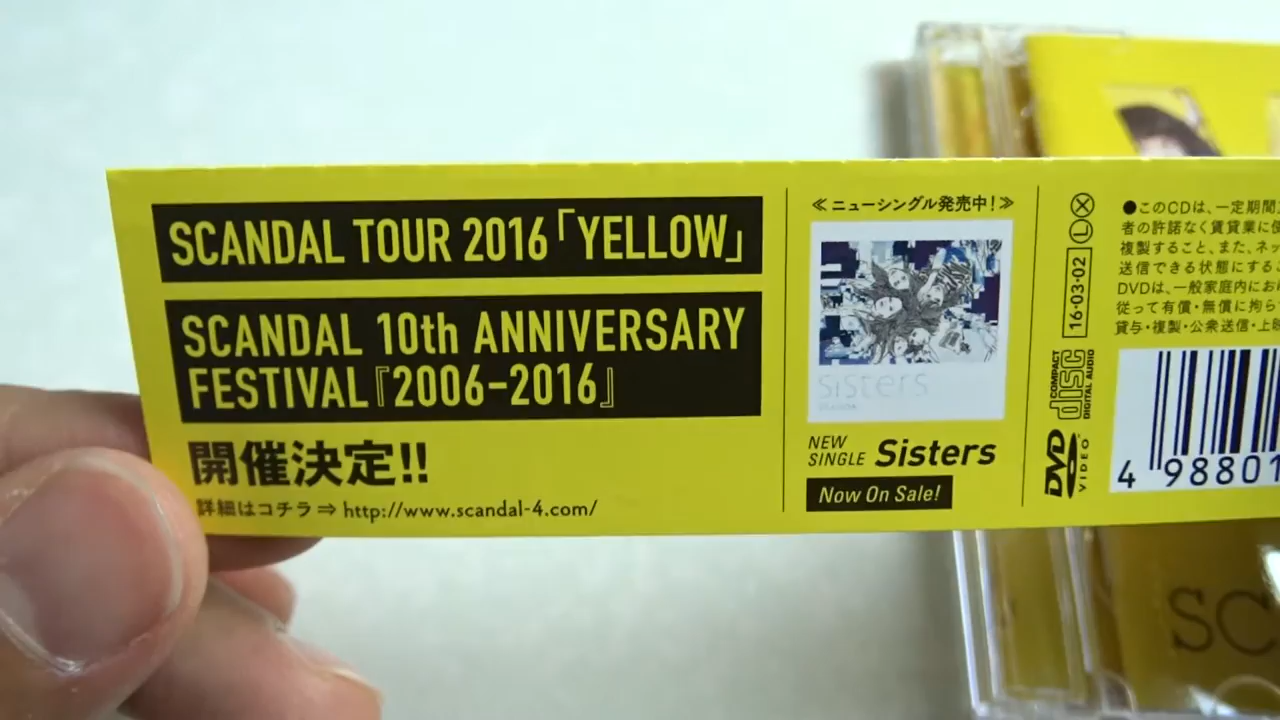 SCANDAL TOUR 2016「YELLOW」
SCANDAL 10th ANNIVERSARY
FESTIVAL『2006-2016』
開催決定!!
詳細はコチラ⇒http://www.scandal-4.com/
≪ニューシングル発売中!≫
sisters
NEW
SINGLE Sisters
Now On Sale!
Ⓧ Ⓛ 16·03·02
COMPACT
disc
DIGITAL AUDIO
DVD
VIDEO
●このCDは、一定期間
者の許諾なく賃貸業に使
複製すること、また、ネッ
送信できる状態にするこ
DVDは、一般家庭内にお
従って有償・無償に拘ら
貸与・複製・公衆送信・上
4 98801
SC